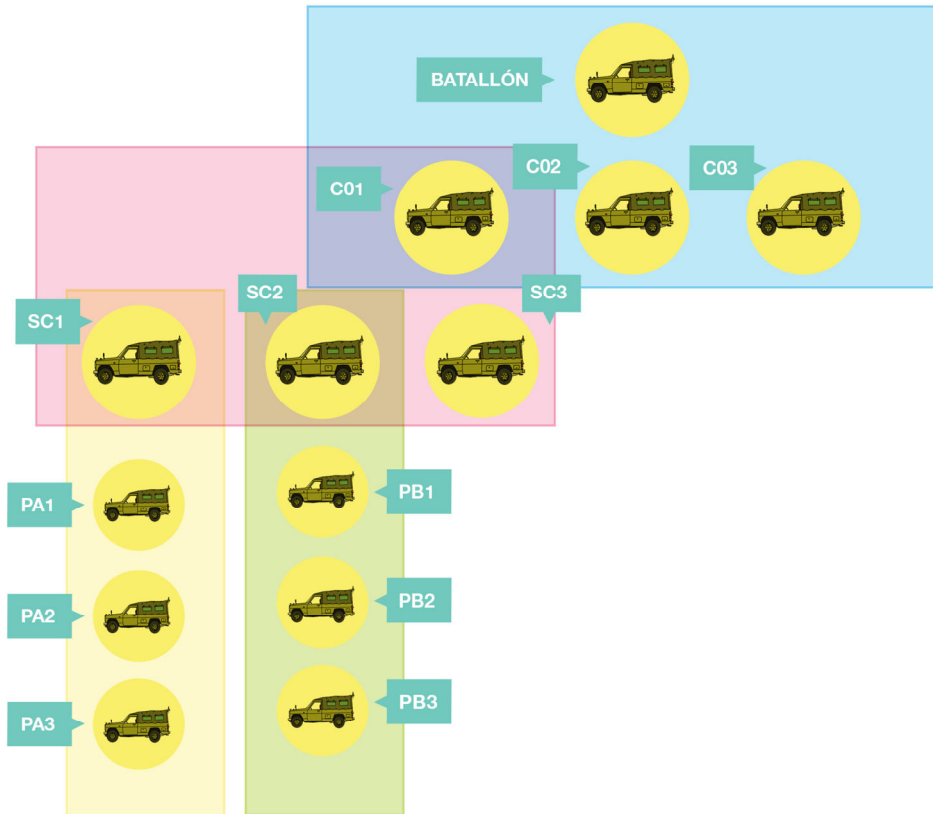 BATALLÓN
C01
C02
C03
SC1
SC2
SC3
PA1
PB1
PA2
PB2
PA3
PB3